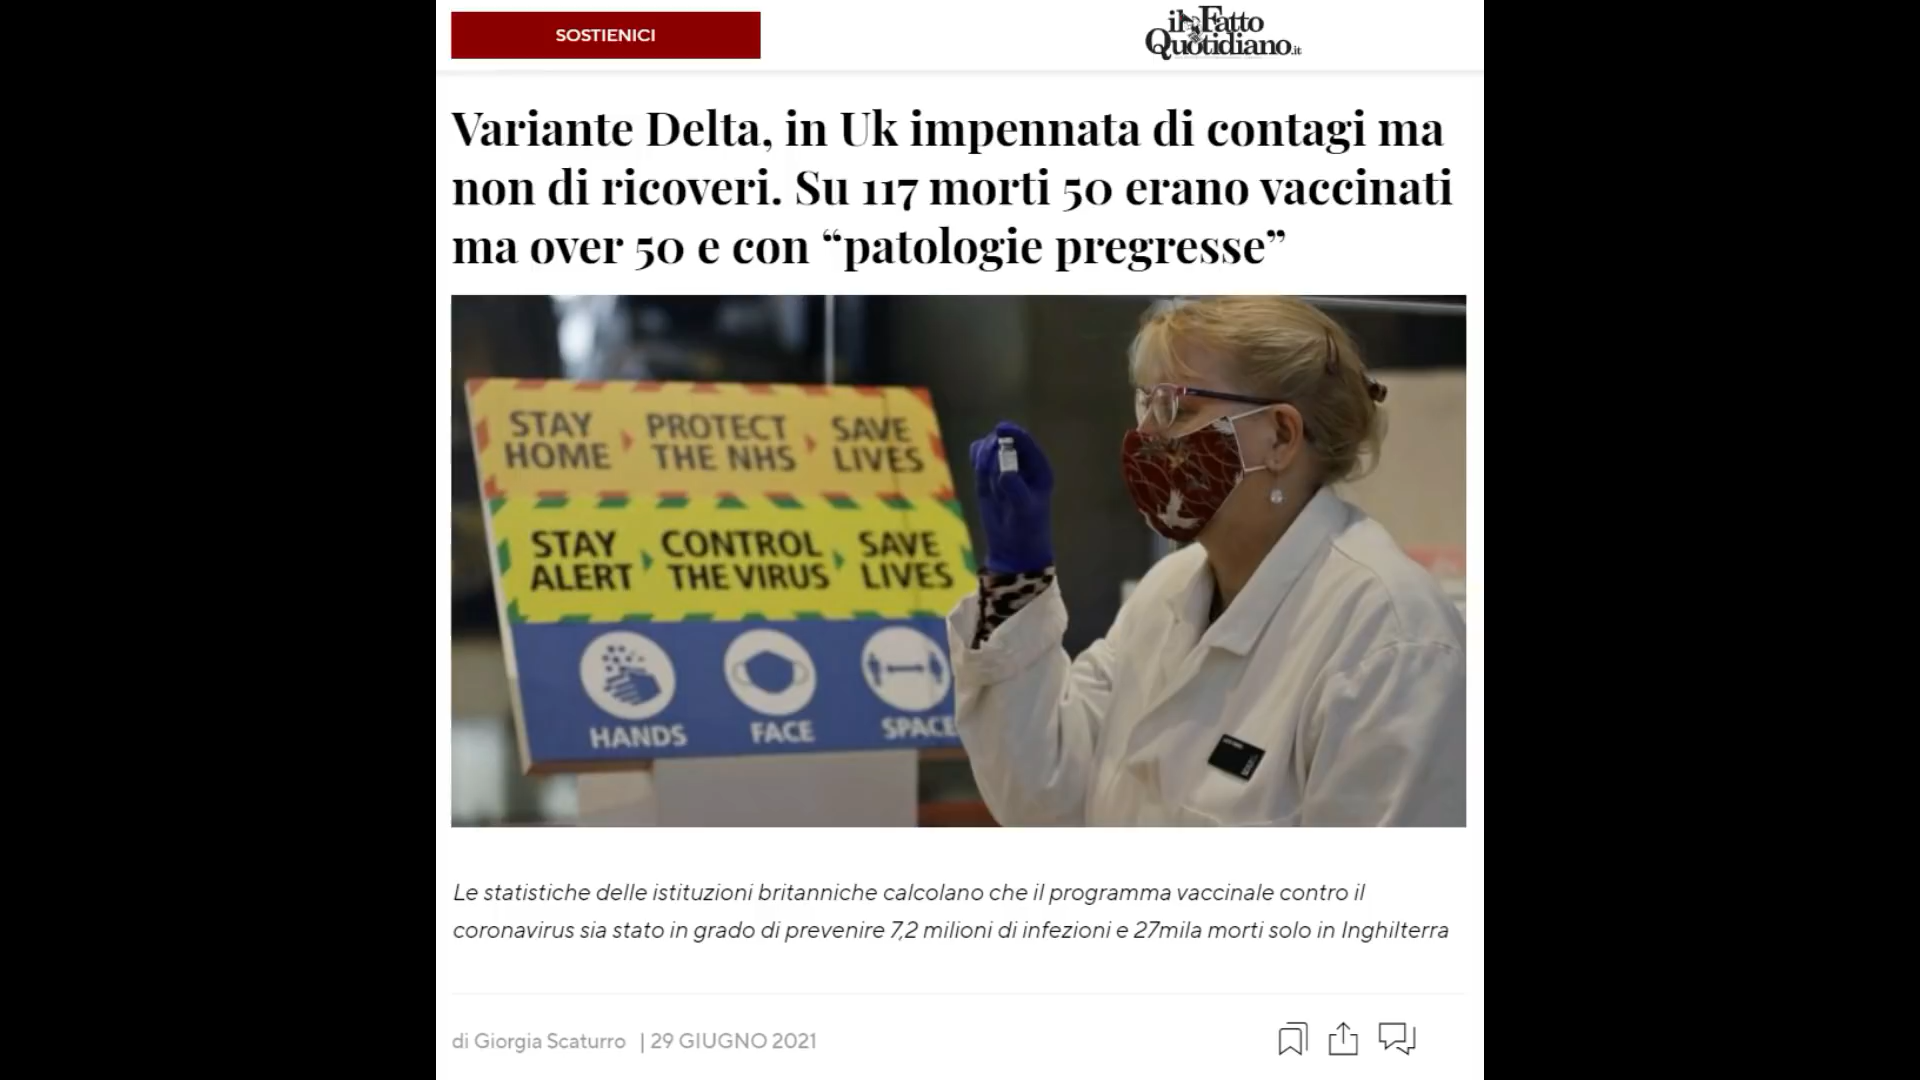 SOSTIENICI
il Fatto
Quotidiano.it
Variante Delta, in Uk impennata di contagi ma
non di ricoveri. Su 117 morti 50 erano vaccinati
ma over 50 e con “patologie pregresse”
STAY HOME PROTECT THE NHS SAVE LIVES
STAY ALERT CONTROL THE VIRUS SAVE LIVES
HANDS FACE SPACE
Le statistiche delle istituzioni britanniche calcolano che il programma vaccinale contro il
coronavirus sia stato in grado di prevenire 7,2 milioni di infezioni e 27mila morti solo in Inghilterra
di Giorgia Scaturro | 29 GIUGNO 2021